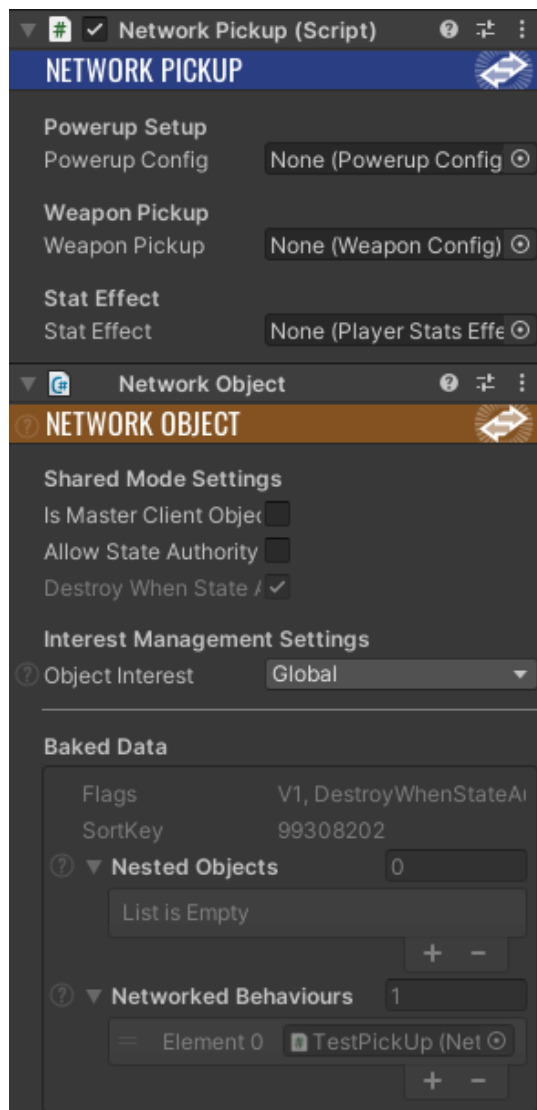 Network Pickup (Script)
NETWORK PICKUP
Powerup Setup
Powerup Config None (Powerup Config
Weapon Pickup
Weapon Pickup None (Weapon Config)
Stat Effect
Stat Effect None (Player Stats Effe
Network Object
NETWORK OBJECT
Shared Mode Settings
Is Master Client Objec
Allow State Authority
Destroy When State A
Interest Management Settings
Object Interest Global
Baked Data
Flags V1, DestroyWhenStateAu
SortKey 99308202
Nested Objects 0
List is Empty
+ −
Networked Behaviours 1
Element 0 TestPickUp (Net
+ −